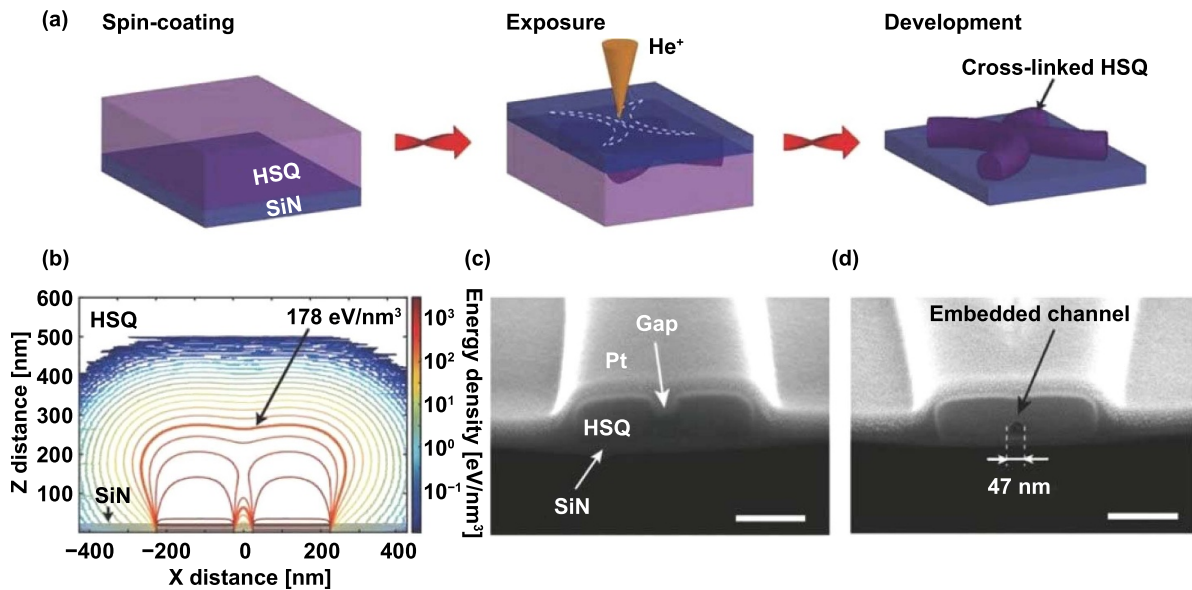 (a) Spin-coating Exposure Development
He⁺
Cross-linked HSQ
HSQ
SiN
(b)
600
500
400
300
200
100
Z distance [nm]
HSQ
178 eV/nm³
SiN
−400 −200 0 200 400
X distance [nm]
10³
10²
10¹
10⁰
10⁻¹
Energy density [eV/nm³]
(c)
Gap
Pt
HSQ
SiN
(d)
Embedded channel
47 nm